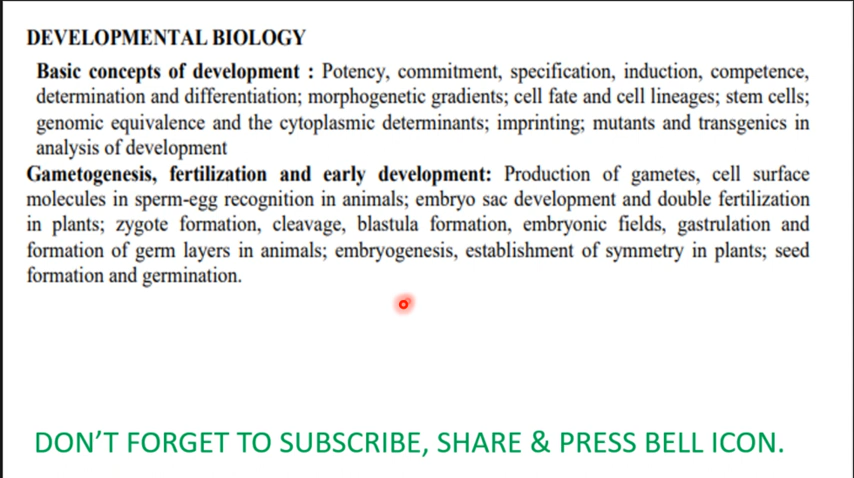 DEVELOPMENTAL BIOLOGY
Basic concepts of development : Potency, commitment, specification, induction, competence,
determination and differentiation; morphogenetic gradients; cell fate and cell lineages; stem cells;
genomic equivalence and the cytoplasmic determinants; imprinting; mutants and transgenics in
analysis of development
Gametogenesis, fertilization and early development: Production of gametes, cell surface
molecules in sperm-egg recognition in animals; embryo sac development and double fertilization
in plants; zygote formation, cleavage, blastula formation, embryonic fields, gastrulation and
formation of germ layers in animals; embryogenesis, establishment of symmetry in plants; seed
formation and germination.
DON'T FORGET TO SUBSCRIBE, SHARE & PRESS BELL ICON.